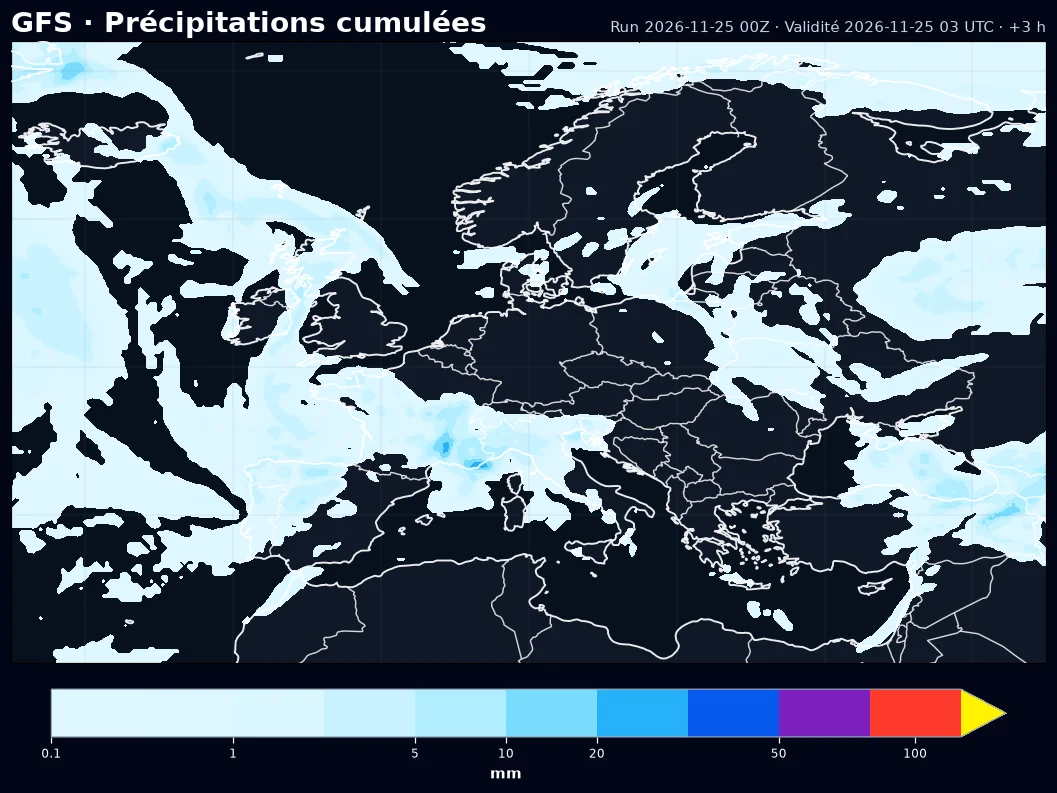 GFS · Précipitations cumulées
Run 2026-11-25 00Z · Validité 2026-11-25 03 UTC · +3 h
0.1 1 5 10 20 50 100
mm